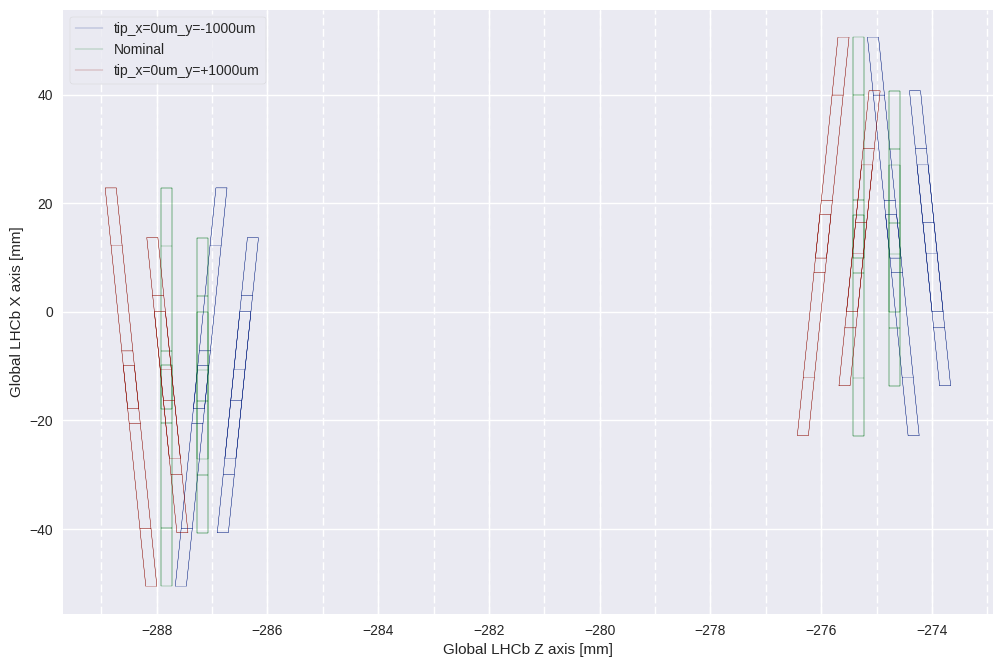 tip_x=0um_y=-1000um
Nominal
tip_x=0um_y=+1000um
40
20
0
−20
−40
Global LHCb X axis [mm]
−288 −286 −284 −282 −280 −278 −276 −274
Global LHCb Z axis [mm]